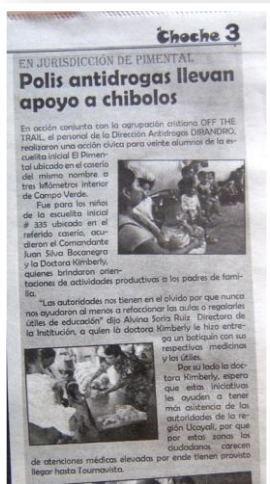 Choche 3
EN JURISDICCIÓN DE PIMENTAL
Polis antidrogas llevan
apoyo a chibolos
En acción conjunta con la agrupación cristiana OFF THE
TRAIL, el personal de la Dirección Antidrogas DIRANDRO,
realizaron una acción cívica para veinte alumnos de la es-
cuelita inicial El Pimen-
tal ubicado en el caserío
del mismo nombre a
tres kilómetros interior
de Campo Verde.
Fue para los niños
de la escuelita inicial
# 335 ubicado en el
referido caserío, acu-
dieron el Comandante
Juan Silva Bocanegra
y la Doctora Kimberly,
quienes brindaron orien-
taciones de actividades productivas a los padres de fami-
lia.
"Las autoridades nos tienen en el olvido por que nunca
nos ayudaron al menos a refaccionar las aulas o regalarles
útiles de educación" dijo Alvina Soria Ruiz Directora de
la Institución, a quien la doctora Kimberly le hizo entre-
ga un botiquín con sus
respectivas medicinas
y los útiles.
Por su lado la doc-
tora Kimberly, espera
que estas iniciativas
les ayuden a tener
más asistencia de las
autoridades de la re-
gión Ucayali, por que
por estas zonas los
ciudadanos carecen
de atenciones médicas elevadas por ende tienen provisto
llegar hasta Tournavista.